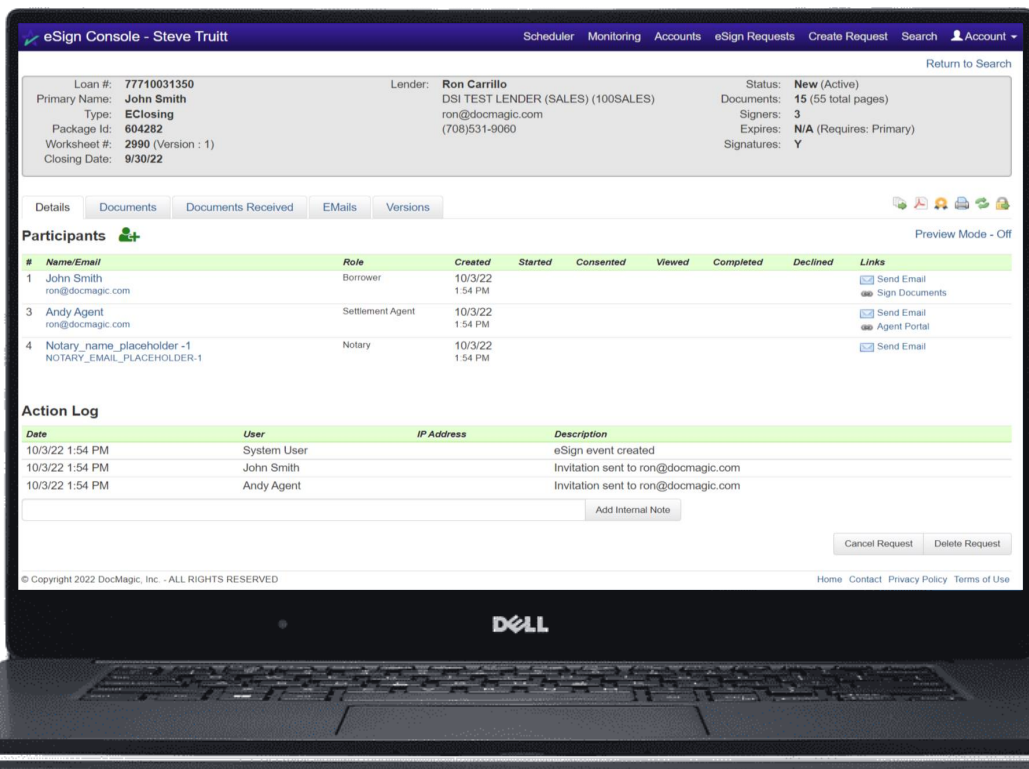 eSign Console - Steve Truitt
Scheduler Monitoring Accounts eSign Requests Create Request Search Account
Return to Search
Loan #: 77710031350 Lender: Ron Carrillo Status: New (Active)
Primary Name: John Smith DSI TEST LENDER (SALES) (100SALES) Documents: 15 (55 total pages)
Type: EClosing ron@docmagic.com Signers: 3
Package Id: 604282 (708)531-9060 Expires: N/A (Requires: Primary)
Worksheet #: 2990 (Version : 1) Signatures: Y
Closing Date: 9/30/22
Details Documents Documents Received EMails Versions
Participants Preview Mode - Off
# Name/Email Role Created Started Consented Viewed Completed Declined Links
1 John Smith Borrower 10/3/22 Send Email
ron@docmagic.com 1:54 PM Sign Documents
3 Andy Agent Settlement Agent 10/3/22 Send Email
ron@docmagic.com 1:54 PM Agent Portal
4 Notary_name_placeholder -1 Notary 10/3/22 Send Email
NOTARY_EMAIL_PLACEHOLDER-1 1:54 PM
Action Log
Date User IP Address Description
10/3/22 1:54 PM System User eSign event created
10/3/22 1:54 PM John Smith Invitation sent to ron@docmagic.com
10/3/22 1:54 PM Andy Agent Invitation sent to ron@docmagic.com
Add Internal Note
Cancel Request Delete Request
© Copyright 2022 DocMagic, Inc. - ALL RIGHTS RESERVED Home Contact Privacy Policy Terms of Use
DELL